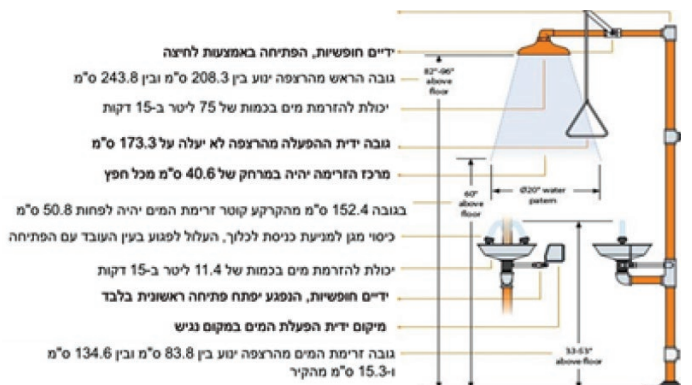 ידיים חופשיות, הפתיחה באמצעות לחיצה
גובה הראש מהרצפה ינוע בין 208.3 ס"מ ובין 243.8 ס"מ
יכולת להזרמת מים בכמות של 75 ליטר ב-15 דקות
גובה ידית ההפעלה מהרצפה לא יעלה על 173.3 ס"מ
מרכז הזרימה יהיה במרחק של 40.6 ס"מ מכל חפץ
בגובה 152.4 ס"מ מהקרקע קוטר זרימת המים יהיה לפחות 50.8 ס"מ
כיסוי מגן למניעת כניסת לכלוך, העלול לפגוע בעין העובד עם הפתיחה
יכולת להזרמת מים בכמות של 11.4 ליטר ב-15 דקות
ידיים חופשיות, הנפגע יפתח פתיחה ראשונית בלבד
מיקום ידית הפעלת המים במקום נגיש
גובה זרימת המים מהרצפה ינוע בין 83.8 ס"מ ובין 134.6 ס"מ
ו-15.3 ס"מ מהקיר
82"-96"
above
floor
60"
above
floor
Ø20" water
patern
33-53"
above floor